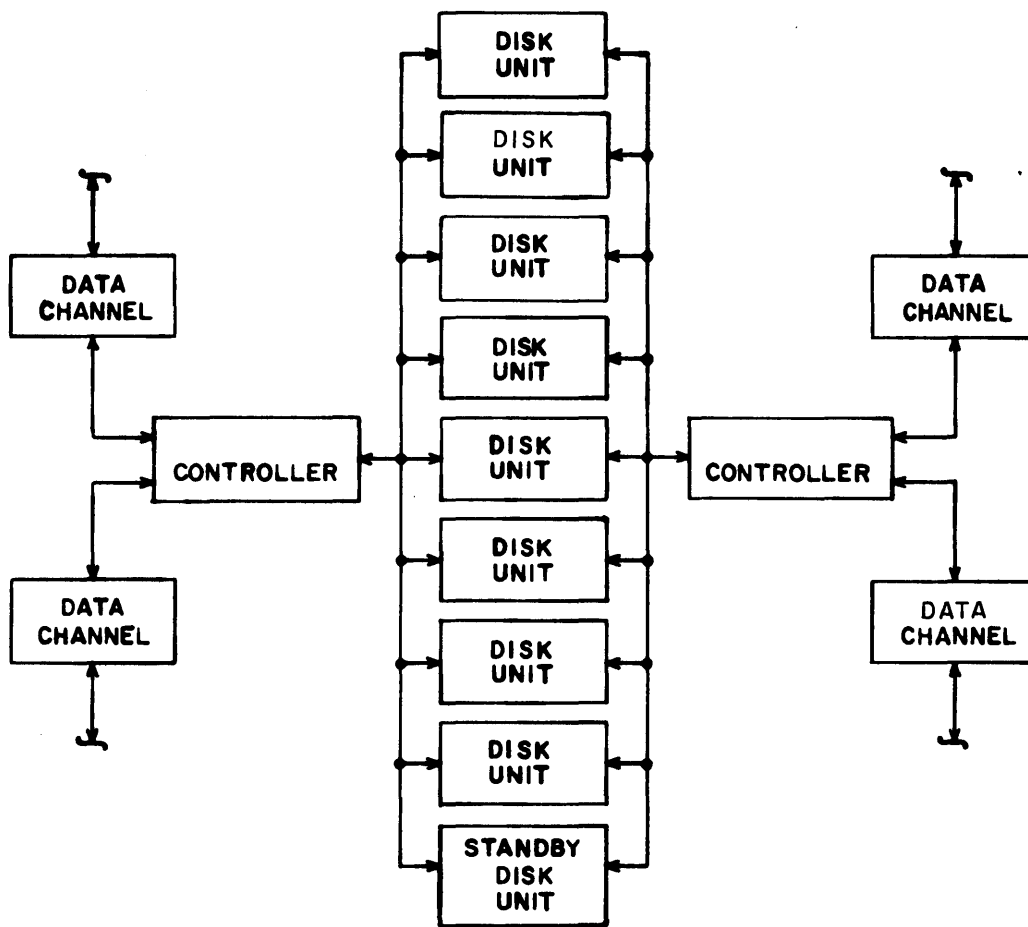 DISK
UNIT
DISK
UNIT
DISK
UNIT
DISK
UNIT
DISK
UNIT
DISK
UNIT
DISK
UNIT
DISK
UNIT
STANDBY
DISK
UNIT
DATA
CHANNEL
CONTROLLER
DATA
CHANNEL
DATA
CHANNEL
CONTROLLER
DATA
CHANNEL